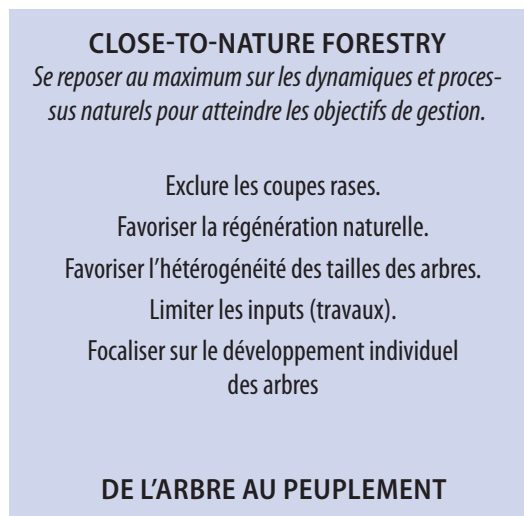 CLOSE-TO-NATURE FORESTRY
Se reposer au maximum sur les dynamiques et proces-
sus naturels pour atteindre les objectifs de gestion.
Exclure les coupes rases.
Favoriser la régénération naturelle.
Favoriser l’hétérogénéité des tailles des arbres.
Limiter les inputs (travaux).
Focaliser sur le développement individuel
des arbres
DE L’ARBRE AU PEUPLEMENT